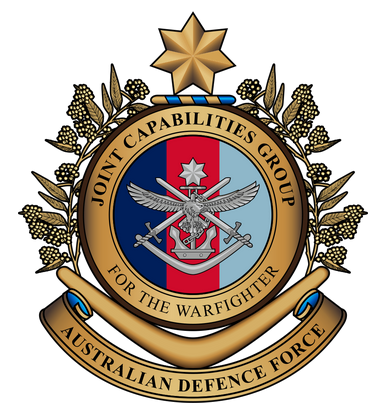 JOINT CAPABILITIES GROUP
FOR THE WARFIGHTER
AUSTRALIAN DEFENCE FORCE